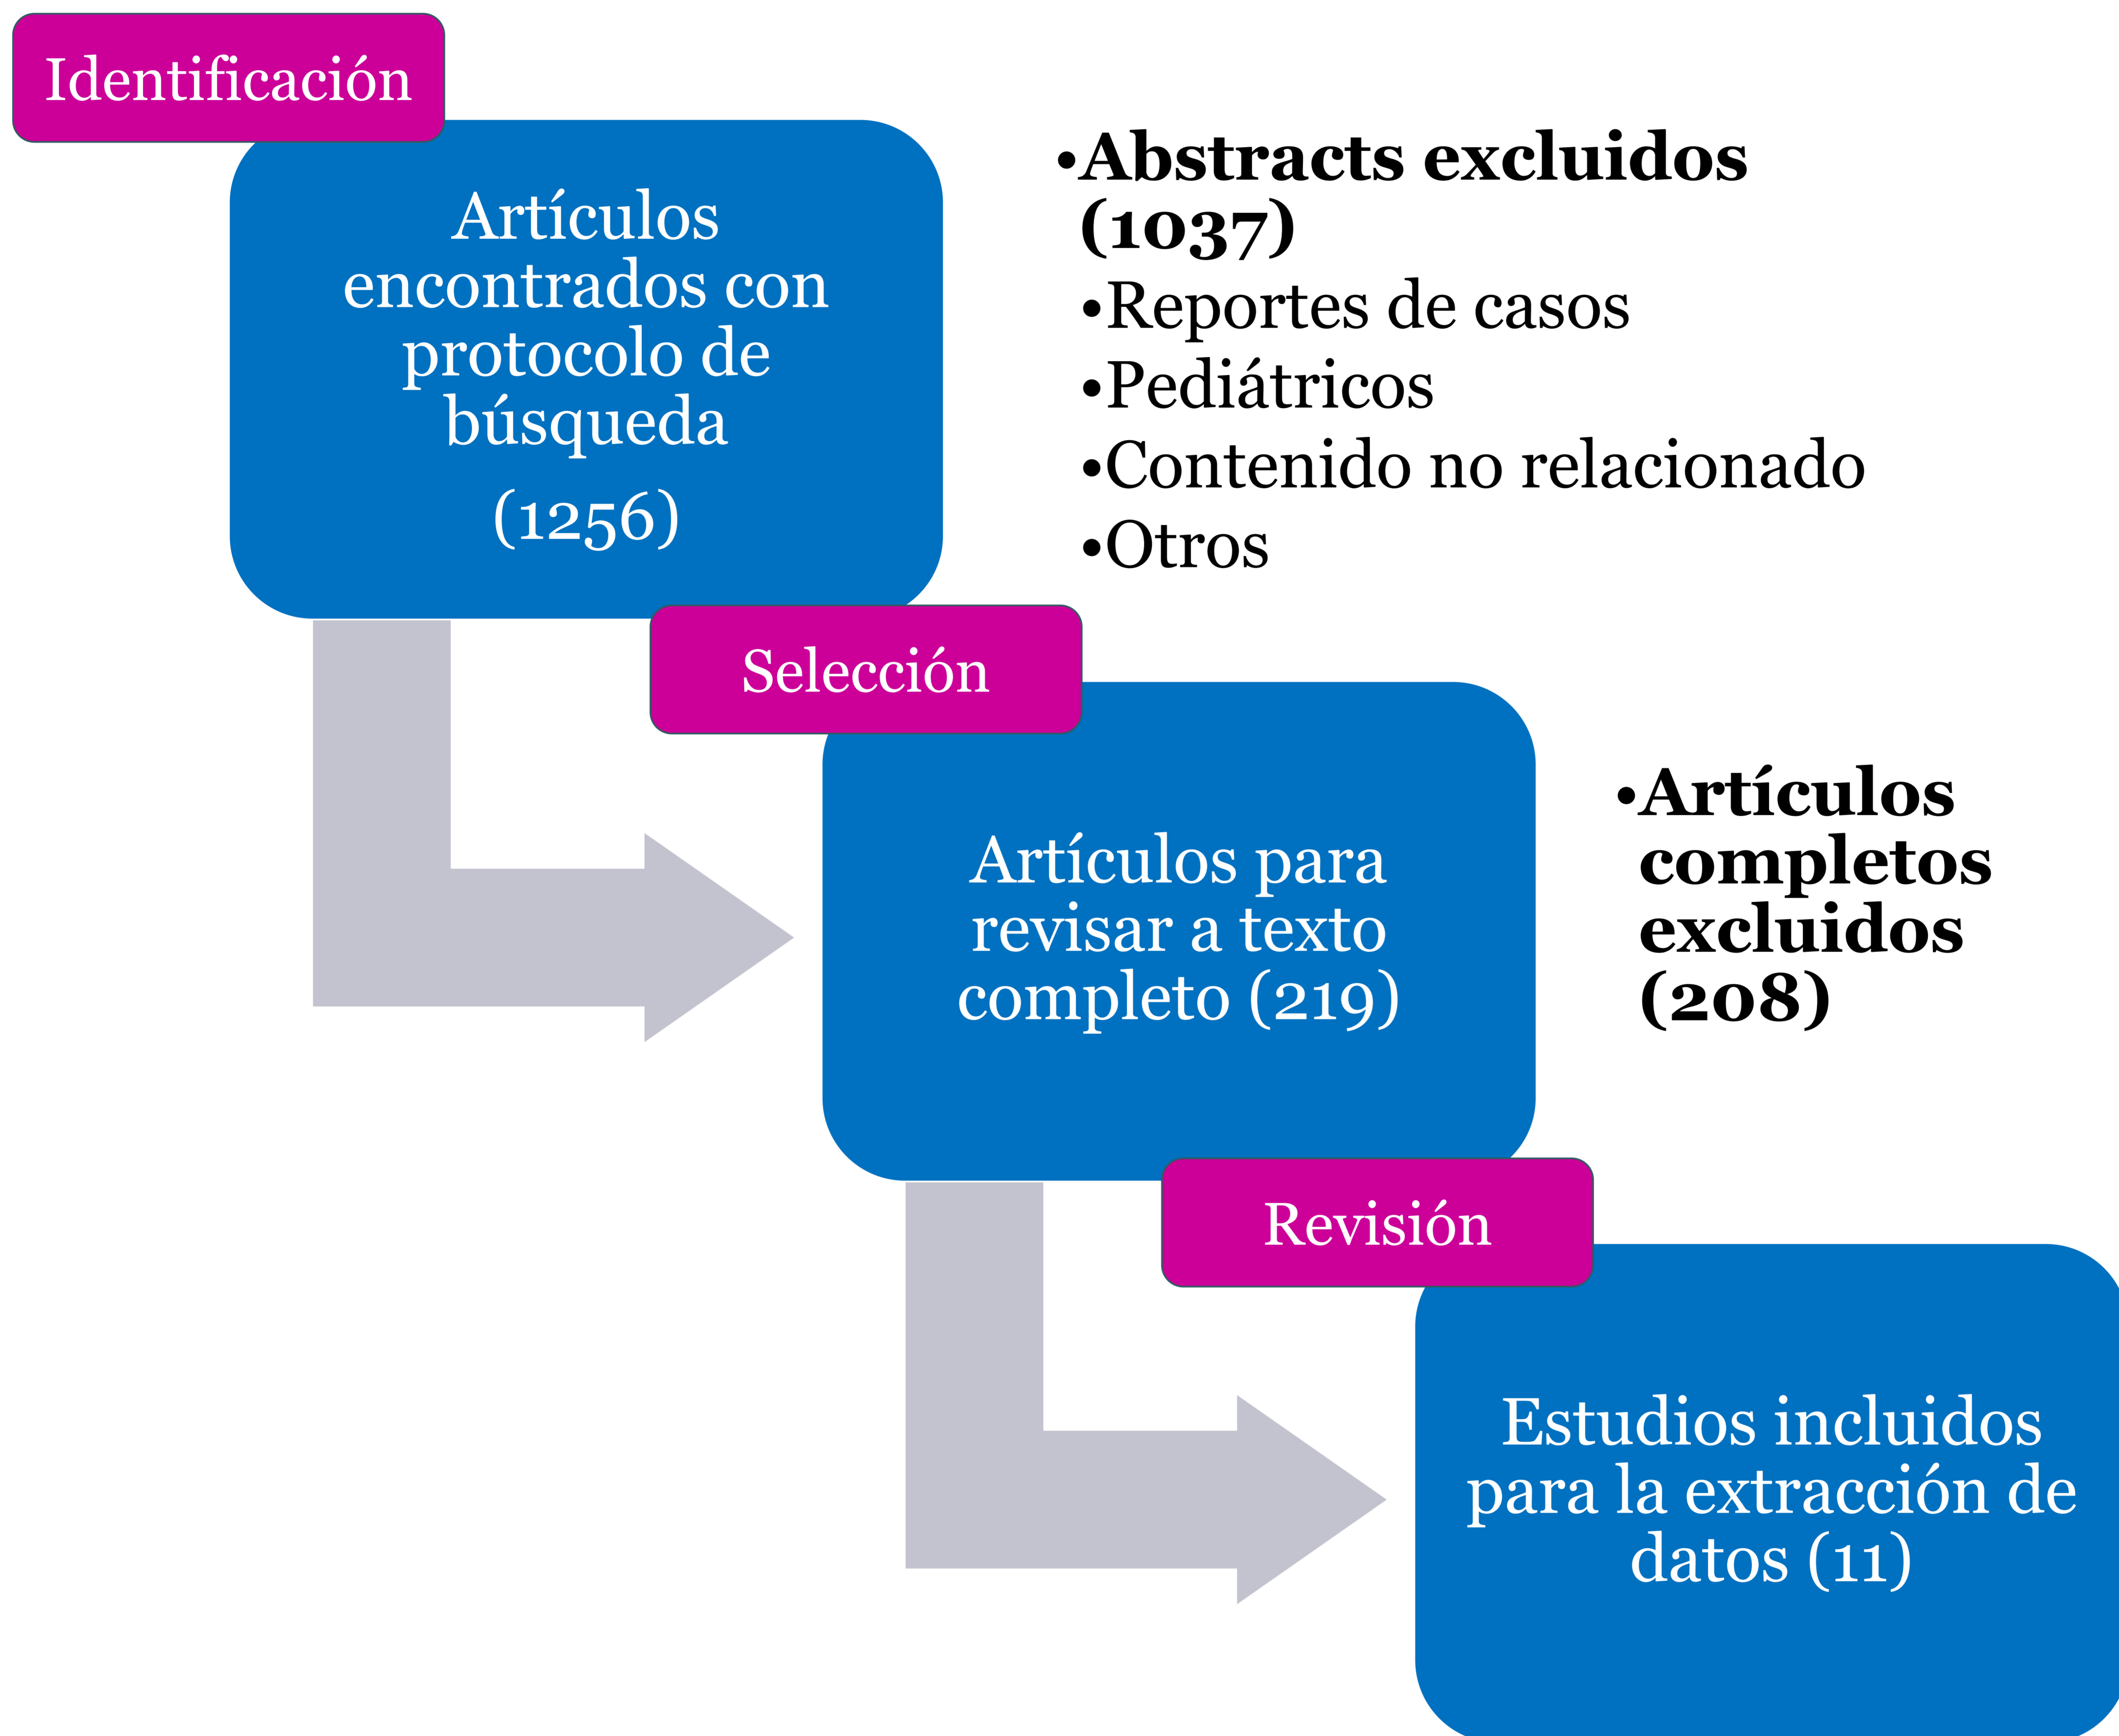 Identificación
Artículos
encontrados con
protocolo de
búsqueda
(1256)
•Abstracts excluidos
(1037)
•Reportes de casos
•Pediátricos
•Contenido no relacionado
•Otros
Selección
Artículos para
revisar a texto
completo (219)
•Artículos
completos
excluidos
(208)
Revisión
Estudios incluidos
para la extracción de
datos (11)